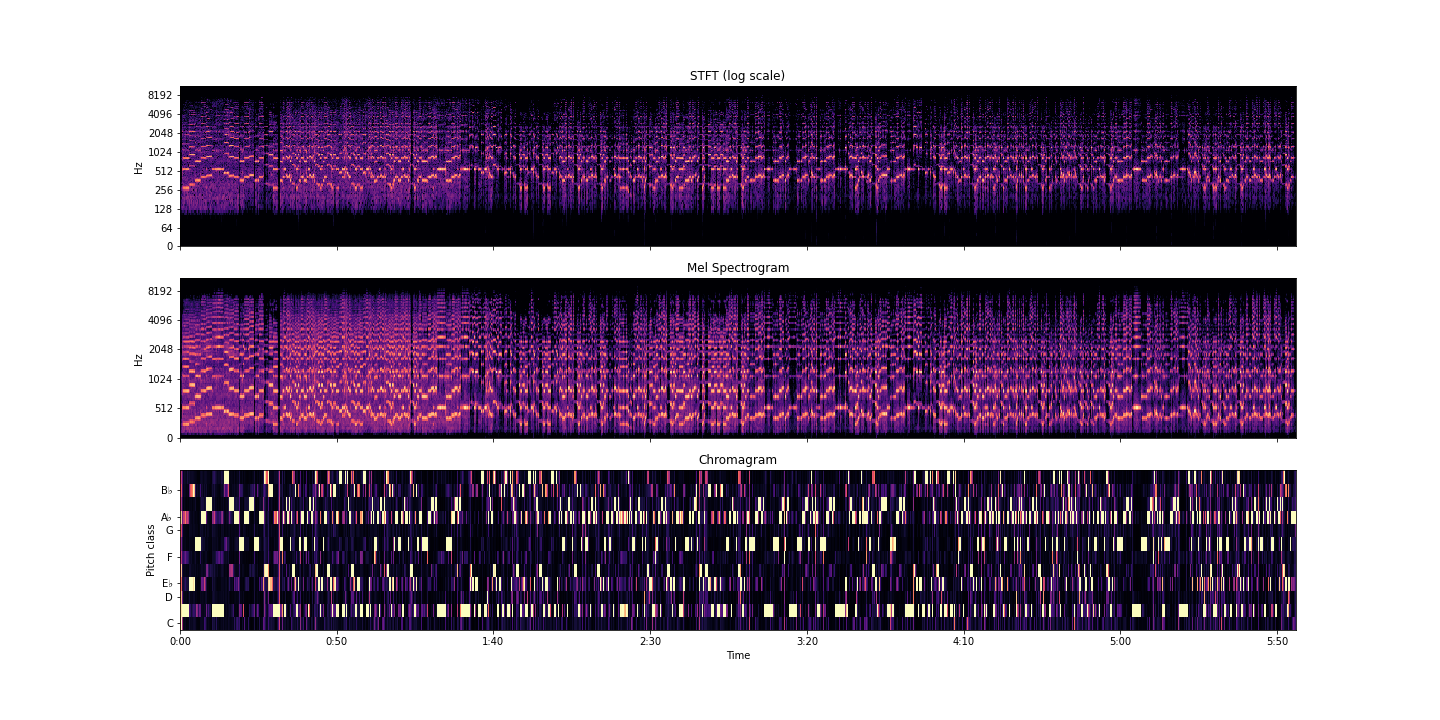 STFT (log scale)
8192
4096
2048
1024
512
256
128
64
0
Hz
Mel Spectrogram
8192
4096
2048
1024
512
0
Hz
Chromagram
B♭
A♭
G
F
E♭
D
C
Pitch class
0:00 0:50 1:40 2:30 3:20 4:10 5:00 5:50
Time